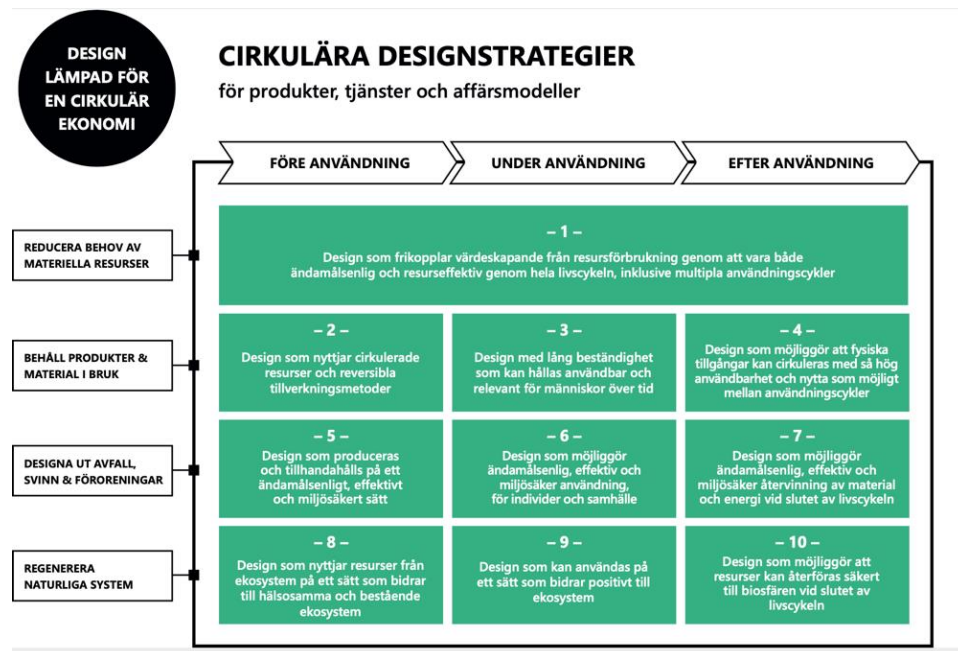 DESIGN
LÄMPAD FÖR
EN CIRKULÄR
EKONOMI
CIRKULÄRA DESIGNSTRATEGIER
för produkter, tjänster och affärsmodeller
FÖRE ANVÄNDNING
UNDER ANVÄNDNING
EFTER ANVÄNDNING
REDUCERA BEHOV AV
MATERIELLA RESURSER
– 1 –
Design som frikopplar värdeskapande från resursförbrukning genom att vara både
ändamålsenlig och resurseffektiv genom hela livscykeln, inklusive multipla användningscykler
BEHÅLL PRODUKTER &
MATERIAL I BRUK
– 2 –
Design som nyttjar cirkulerade
resurser och reversibla
tillverkningsmetoder
– 3 –
Design med lång beständighet
som kan hållas användbar och
relevant för människor över tid
– 4 –
Design som möjliggör att fysiska
tillgångar kan cirkuleras med så hög
användbarhet och nytta som möjligt
mellan användningscykler
DESIGNA UT AVFALL,
SVINN & FÖRORENINGAR
– 5 –
Design som produceras
och tillhandahålls på ett
ändamålsenligt, effektivt
och miljösäkert sätt
– 6 –
Design som möjliggör
ändamålsenlig, effektiv och
miljösäker användning,
för individer och samhälle
– 7 –
Design som möjliggör
ändamålsenlig, effektiv och
miljösäker återvinning av material
och energi vid slutet av livscykeln
REGENERERA
NATURLIGA SYSTEM
– 8 –
Design som nyttjar resurser från
ekosystem på ett sätt som bidrar
till hälsosamma och bestående
ekosystem
– 9 –
Design som kan användas på
ett sätt som bidrar positivt till
ekosystem
– 10 –
Design som möjliggör att
resurser kan återföras säkert
till biosfären vid slutet av
livscykeln